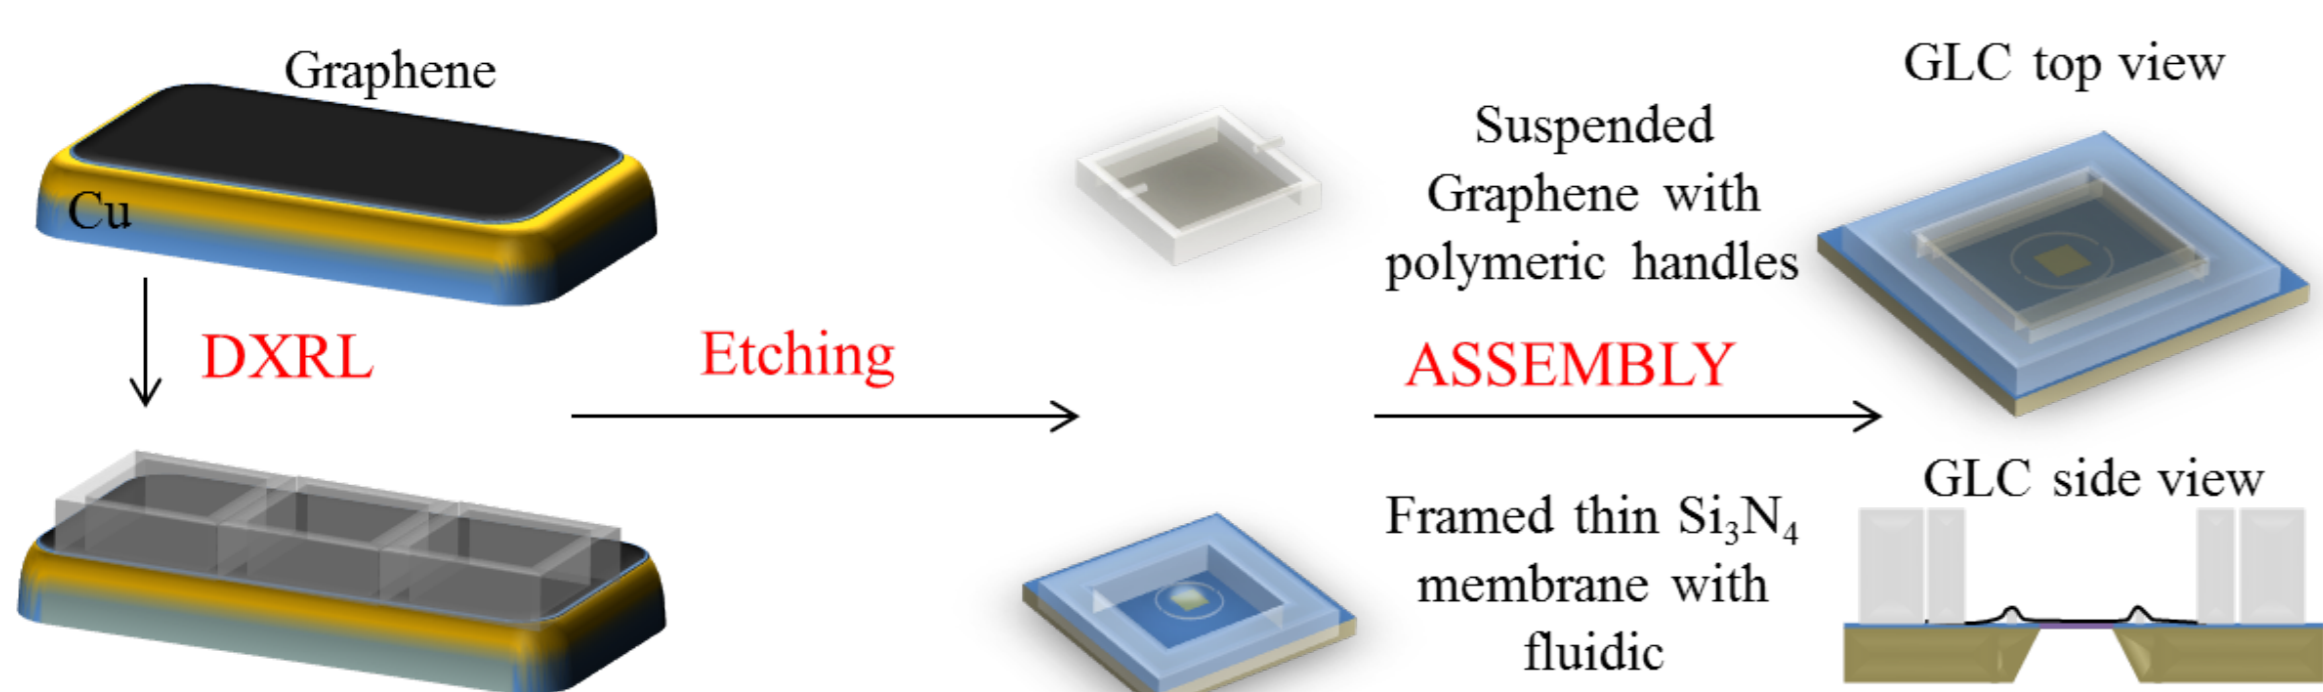 Graphene
Cu
DXRL
Etching
Suspended
Graphene with
polymeric handles
ASSEMBLY
Framed thin Si₃N₄
membrane with
fluidic
GLC top view
GLC side view